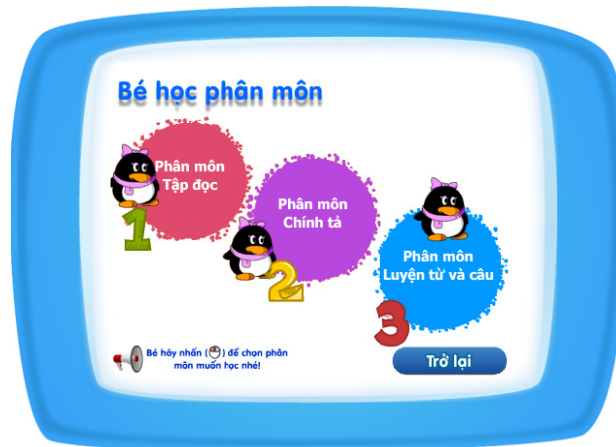 Bé học phân môn
Phân môn
Tập đọc
1
Phân môn
Chính tả
2
Phân môn
Luyện từ và câu
3
Bé hãy nhấn ( ) để chọn phân
môn muốn học nhé!
Trở lại